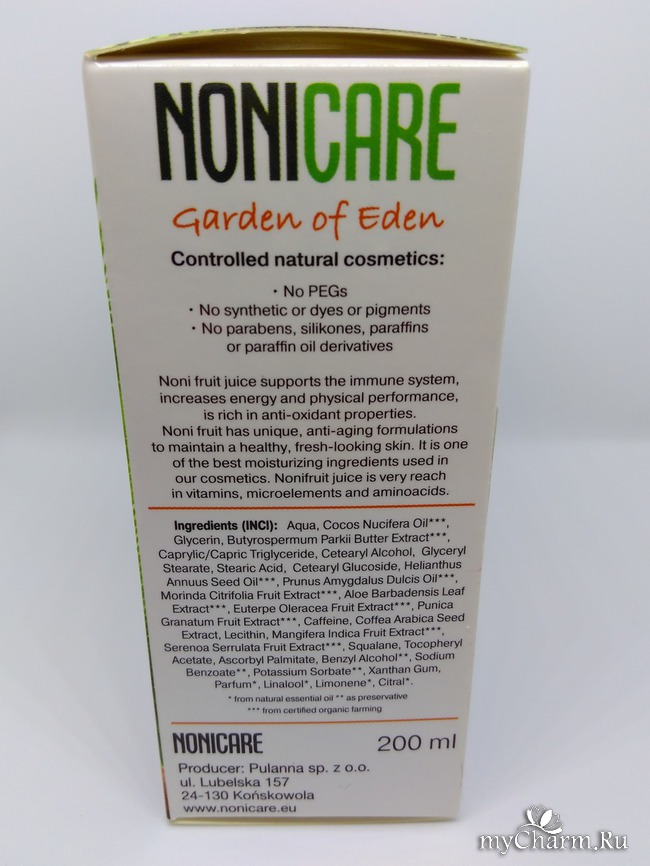 NONICARE
Garden of Eden
Controlled natural cosmetics:
· No PEGs
· No synthetic or dyes or pigments
· No parabens, silikones, paraffins
or paraffin oil derivatives
Noni fruit juice supports the immune system,
increases energy and physical performance,
is rich in anti-oxidant properties.
Noni fruit has unique, anti-aging formulations
to maintain a healthy, fresh-looking skin. It is one
of the best moisturizing ingredients used in
our cosmetics. Nonifruit juice is very reach
in vitamins, microelements and aminoacids.
Ingredients (INCI): Aqua, Cocos Nucifera Oil***,
Glycerin, Butyrospermum Parkii Butter Extract***,
Caprylic/Capric Triglyceride, Cetearyl Alcohol, Glyceryl
Stearate, Stearic Acid, Cetearyl Glucoside, Helianthus
Annuus Seed Oil***, Prunus Amygdalus Dulcis Oil***,
Morinda Citrifolia Fruit Extract***, Aloe Barbadensis Leaf
Extract***, Euterpe Oleracea Fruit Extract***, Punica
Granatum Fruit Extract***, Caffeine, Coffea Arabica Seed
Extract, Lecithin, Mangifera Indica Fruit Extract***,
Serenoa Serrulata Fruit Extract***, Squalane, Tocopheryl
Acetate, Ascorbyl Palmitate, Benzyl Alcohol**, Sodium
Benzoate**, Potassium Sorbate**, Xanthan Gum,
Parfum*, Linalool*, Limonene*, Citral*.
* from natural essential oil ** as preservative
*** from certified organic farming
NONICARE 200 ml
Producer: Pulanna sp. z o.o.
ul. Lubelska 157
24-130 Końskowola
www.nonicare.eu
myCharm.Ru